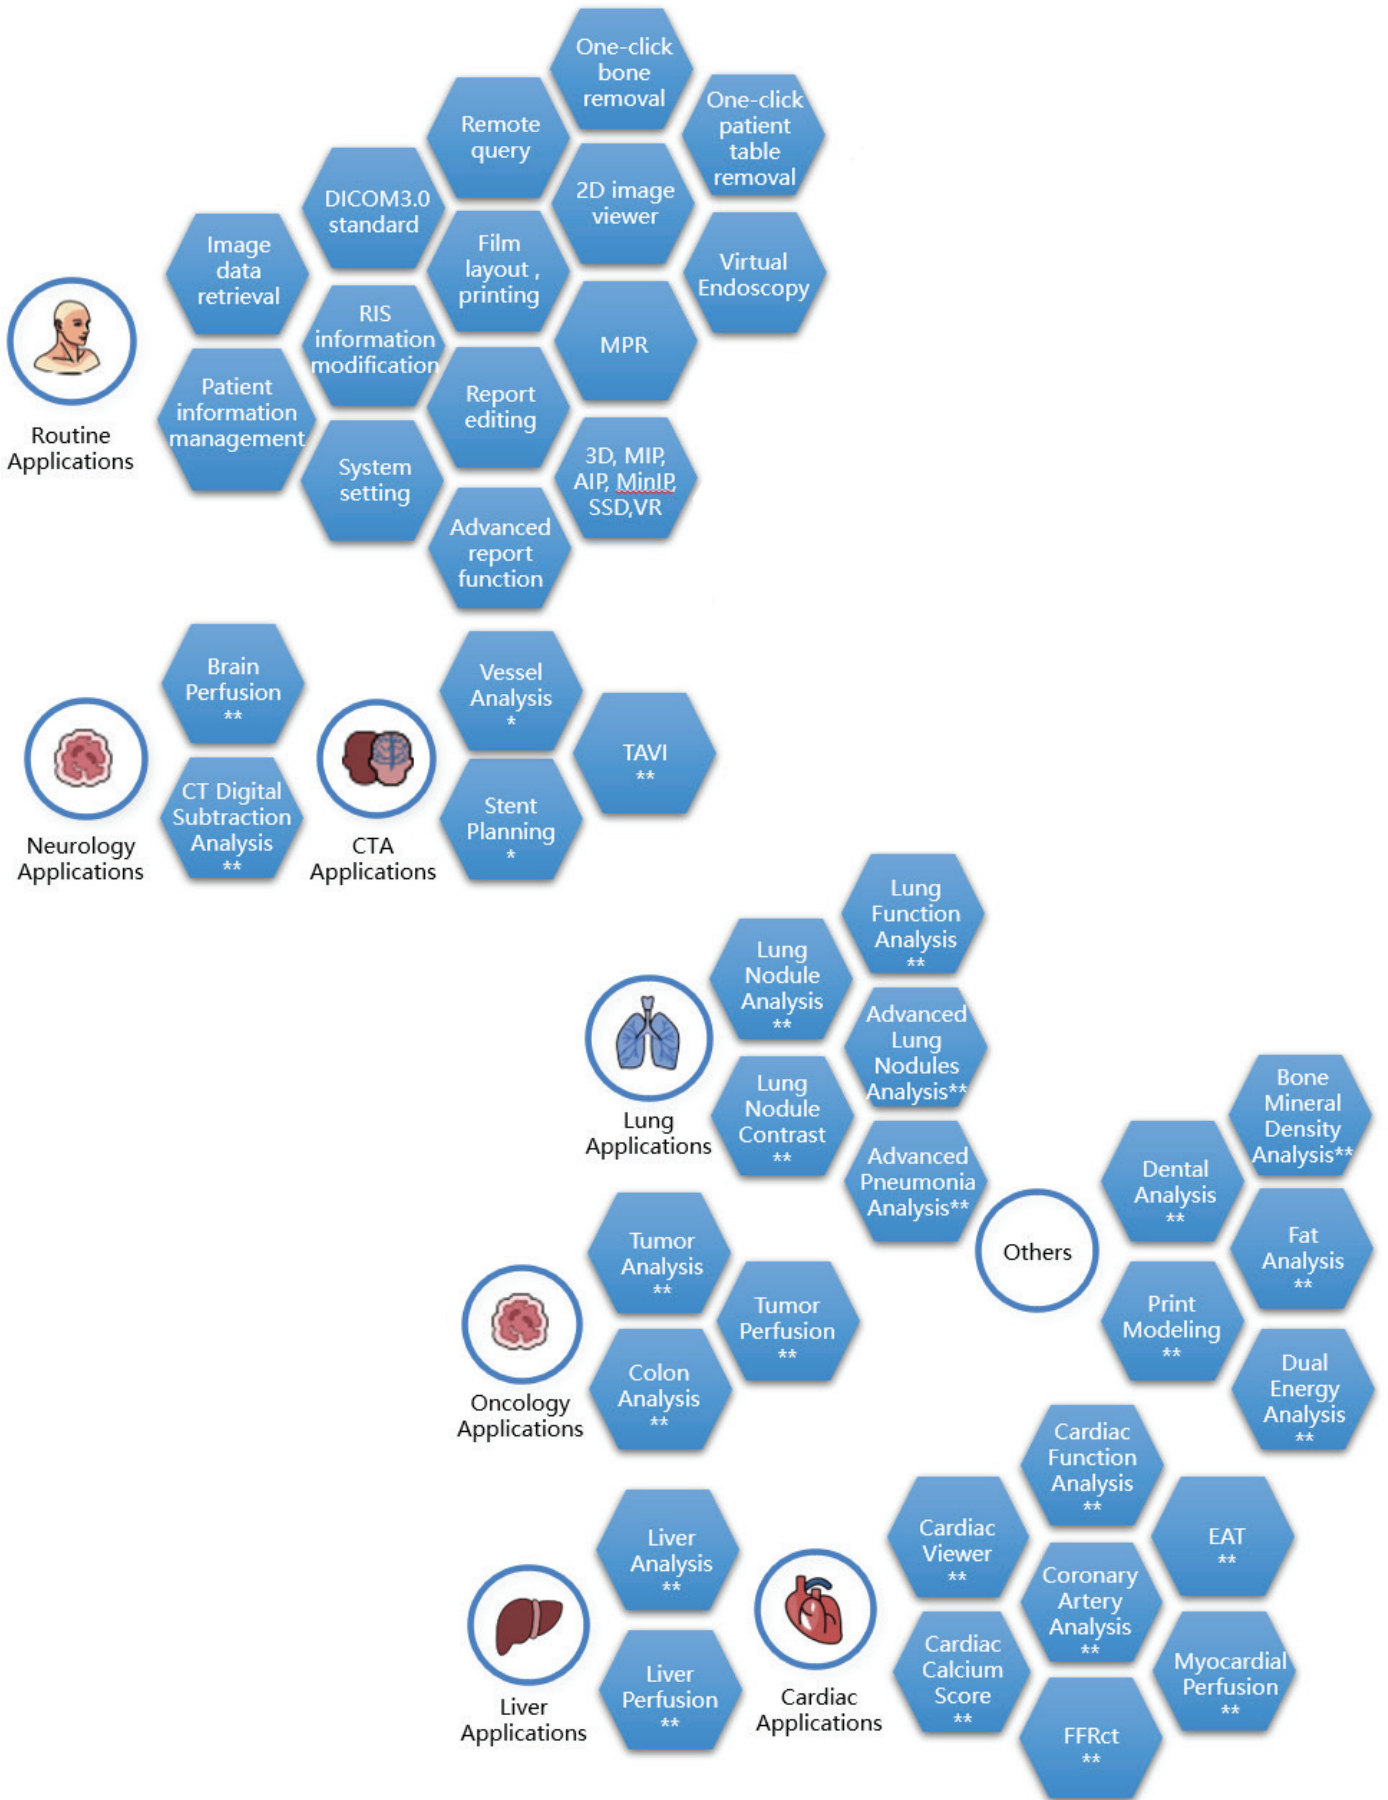 One-click
bone
removal
One-click
patient
table
removal
Remote
query
2D image
viewer
DICOM3.0
standard
Film
layout ,
printing
Virtual
Endoscopy
Image
data
retrieval
RIS
information
modification
MPR
Patient
information
management
Report
editing
System
setting
3D, MIP,
AIP, MinIP,
SSD,VR
Advanced
report
function
Routine
Applications
Brain
Perfusion
**
CT Digital
Subtraction
Analysis
**
Neurology
Applications
Vessel
Analysis
*
TAVI
**
Stent
Planning
*
CTA
Applications
Lung
Function
Analysis
**
Lung
Nodule
Analysis
**
Advanced
Lung
Nodules
Analysis**
Lung
Nodule
Contrast
**
Advanced
Pneumonia
Analysis**
Lung
Applications
Bone
Mineral
Density
Analysis**
Dental
Analysis
**
Fat
Analysis
**
Others
Print
Modeling
**
Dual
Energy
Analysis
**
Tumor
Analysis
**
Tumor
Perfusion
**
Colon
Analysis
**
Oncology
Applications
Liver
Analysis
**
Liver
Perfusion
**
Liver
Applications
Cardiac
Function
Analysis
**
Cardiac
Viewer
**
EAT
**
Coronary
Artery
Analysis
**
Cardiac
Calcium
Score
**
Myocardial
Perfusion
**
FFRct
**
Cardiac
Applications